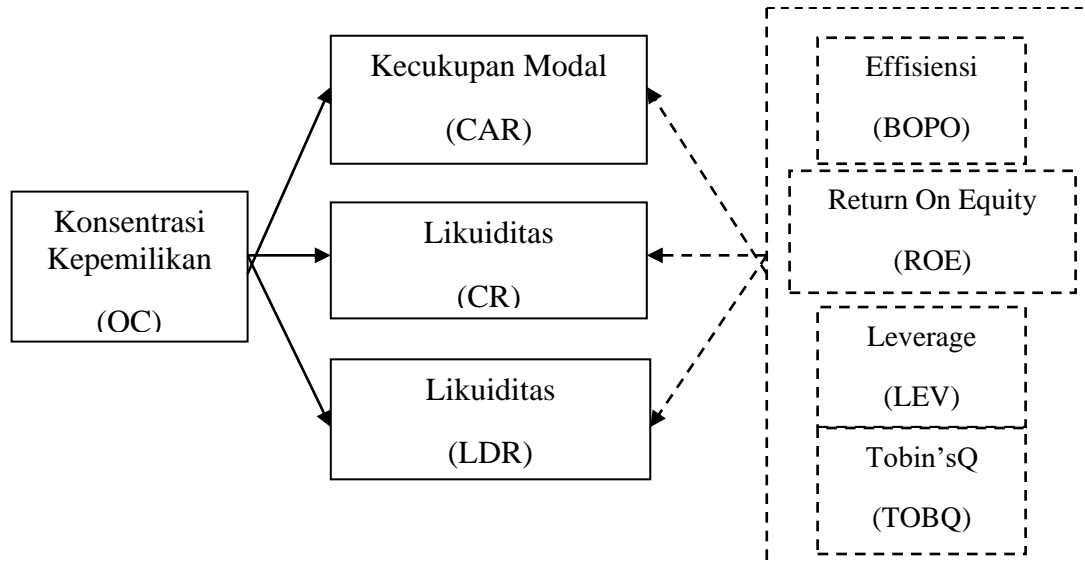 Konsentrasi
Kepemilikan
(OC)
Kecukupan Modal
(CAR)
Likuiditas
(CR)
Likuiditas
(LDR)
Effisiensi
(BOPO)
Return On Equity
(ROE)
Leverage
(LEV)
Tobin’sQ
(TOBQ)